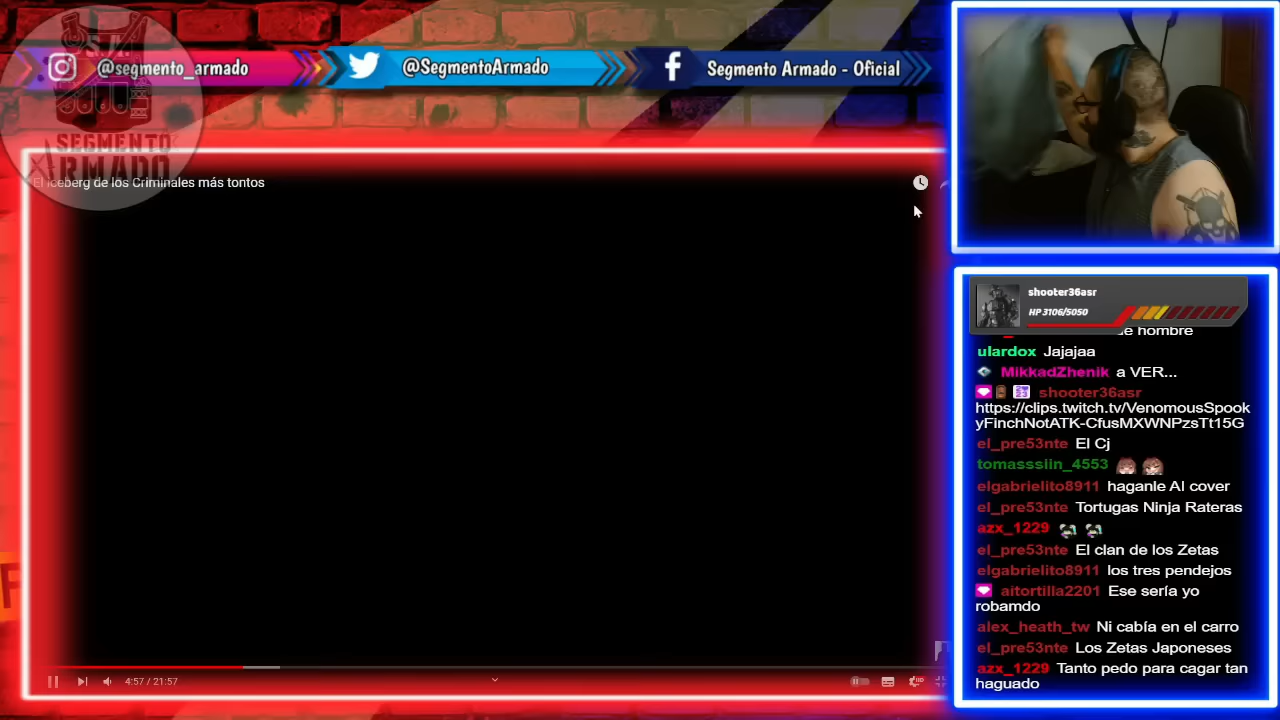 S.A.
SEGMENTO
ARMADO
@segmento_armado
@SegmentoArmado
Segmento Armado - Oficial
El Iceberg de los Criminales más tontos
4:57 / 21:57
HD
shooter36asr
HP 3106/5050
de hombre
ulardox Jajajaa
MikkadZhenik a VER...
shooter36asr
https://clips.twitch.tv/VenomousSpook
yFinchNotATK-CfusMXWNPzsTt15G
el_pre53nte El Cj
tomassslin_4553
elgabrielito8911 haganle AI cover
el_pre53nte Tortugas Ninja Rateras
azx_1229
el_pre53nte El clan de los Zetas
elgabrielito8911 los tres pendejos
aitortilla2201 Ese sería yo
robamdo
alex_heath_tw Ni cabía en el carro
el_pre53nte Los Zetas Japoneses
azx_1229 Tanto pedo para cagar tan
haguado